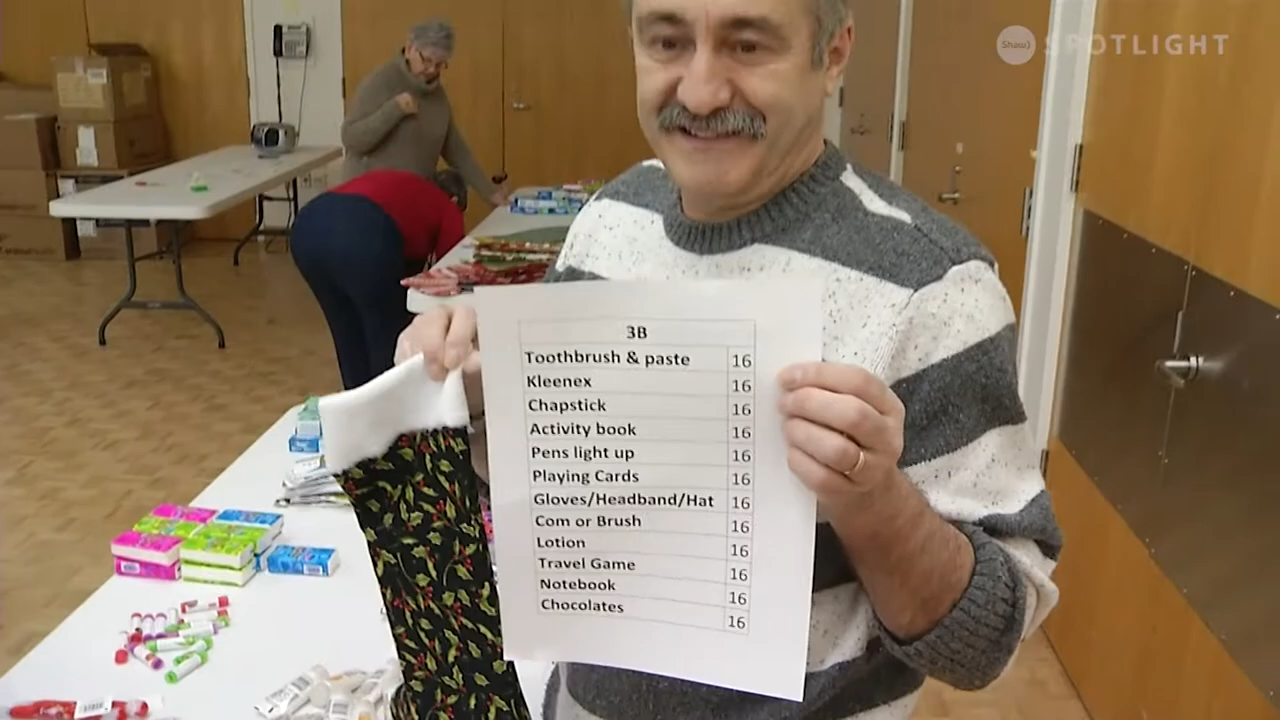 Shaw) SPOTLIGHT
3B
Toothbrush & paste 16
Kleenex 16
Chapstick 16
Activity book 16
Pens light up 16
Playing Cards 16
Gloves/Headband/Hat 16
Com or Brush 16
Lotion 16
Travel Game 16
Notebook 16
Chocolates 16